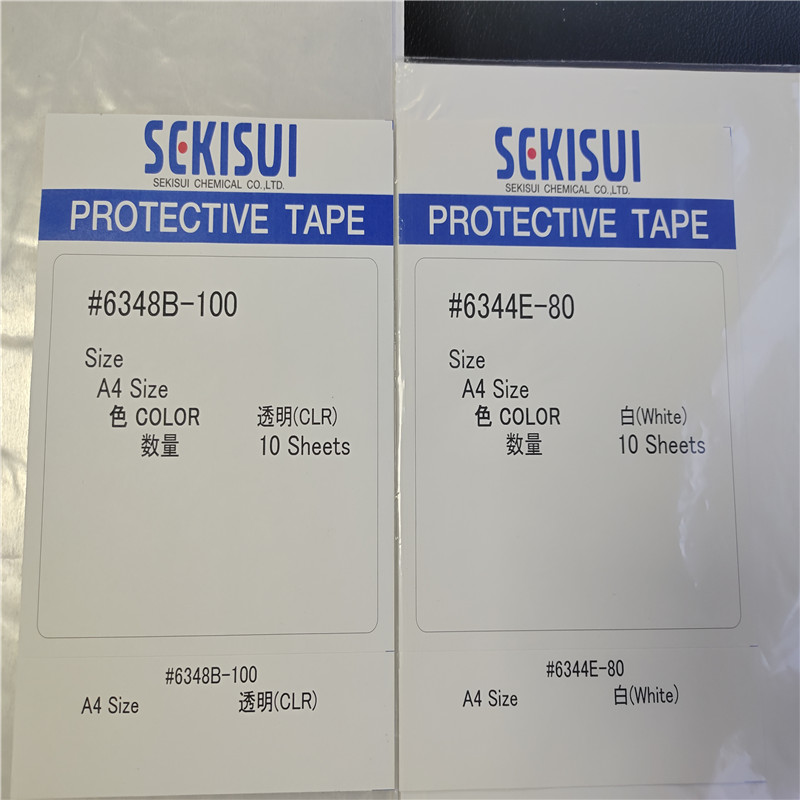 SEKISUI
SEKISUI CHEMICAL CO.,LTD.
PROTECTIVE TAPE
#6348B-100
Size
A4 Size
色 COLOR 透明(CLR)
数量 10 Sheets
#6348B-100
A4 Size 透明(CLR)
SEKISUI
SEKISUI CHEMICAL CO.,LTD.
PROTECTIVE TAPE
#6344E-80
Size
A4 Size
色 COLOR 白(White)
数量 10 Sheets
#6344E-80
A4 Size 白(White)